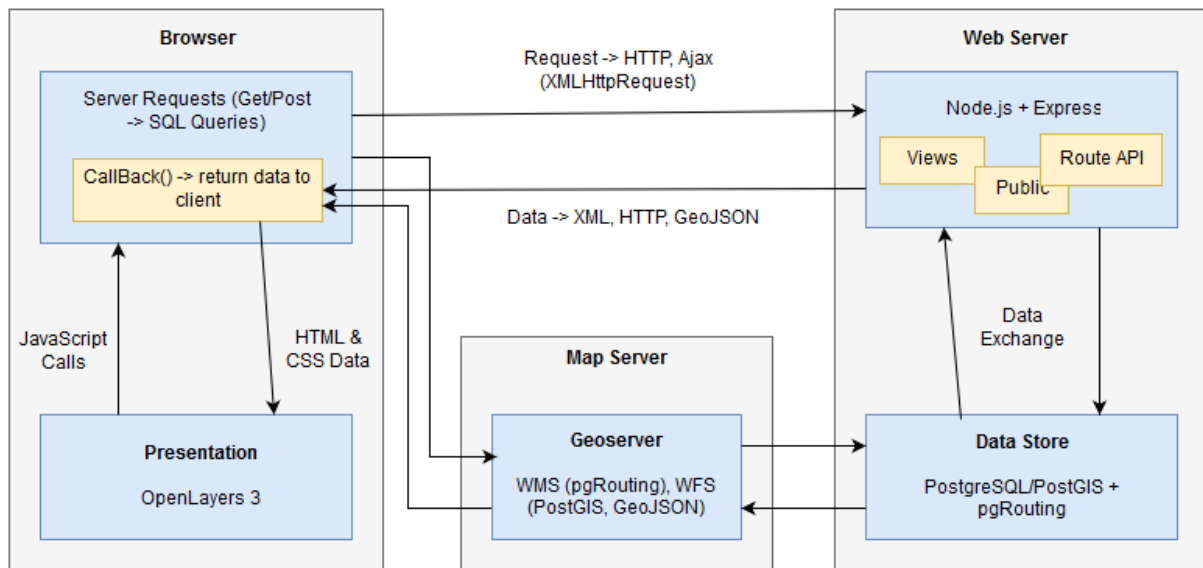 Browser
Server Requests (Get/Post
-> SQL Queries)
CallBack() -> return data to
client
JavaScript
Calls
HTML &
CSS Data
Presentation
OpenLayers 3
Request -> HTTP, Ajax
(XMLHttpRequest)
Data -> XML, HTTP, GeoJSON
Map Server
Geoserver
WMS (pgRouting), WFS
(PostGIS, GeoJSON)
Web Server
Node.js + Express
Views
Public
Route API
Data
Exchange
Data Store
PostgreSQL/PostGIS +
pgRouting